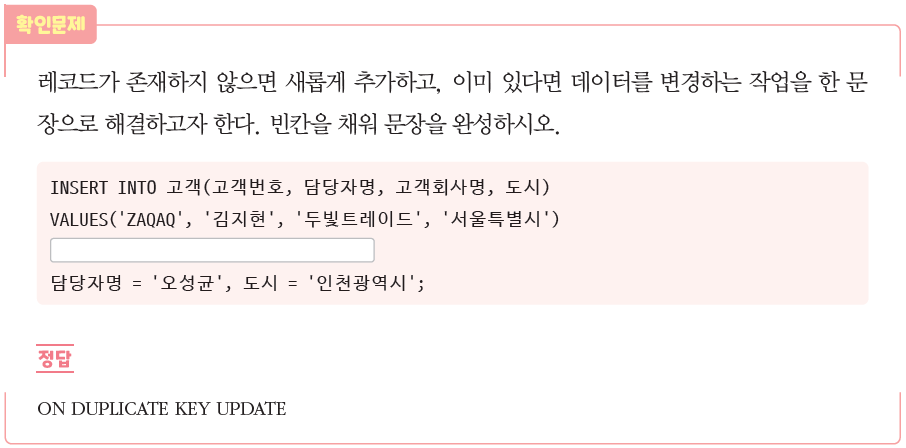 확인문제
레코드가 존재하지 않으면 새롭게 추가하고, 이미 있다면 데이터를 변경하는 작업을 한 문
장으로 해결하고자 한다. 빈칸을 채워 문장을 완성하시오.
INSERT INTO 고객(고객번호, 담당자명, 고객회사명, 도시)
VALUES('ZAQAQ', '김지현', '두빛트레이드', '서울특별시')
담당자명 = '오성균', 도시 = '인천광역시';
정답
ON DUPLICATE KEY UPDATE